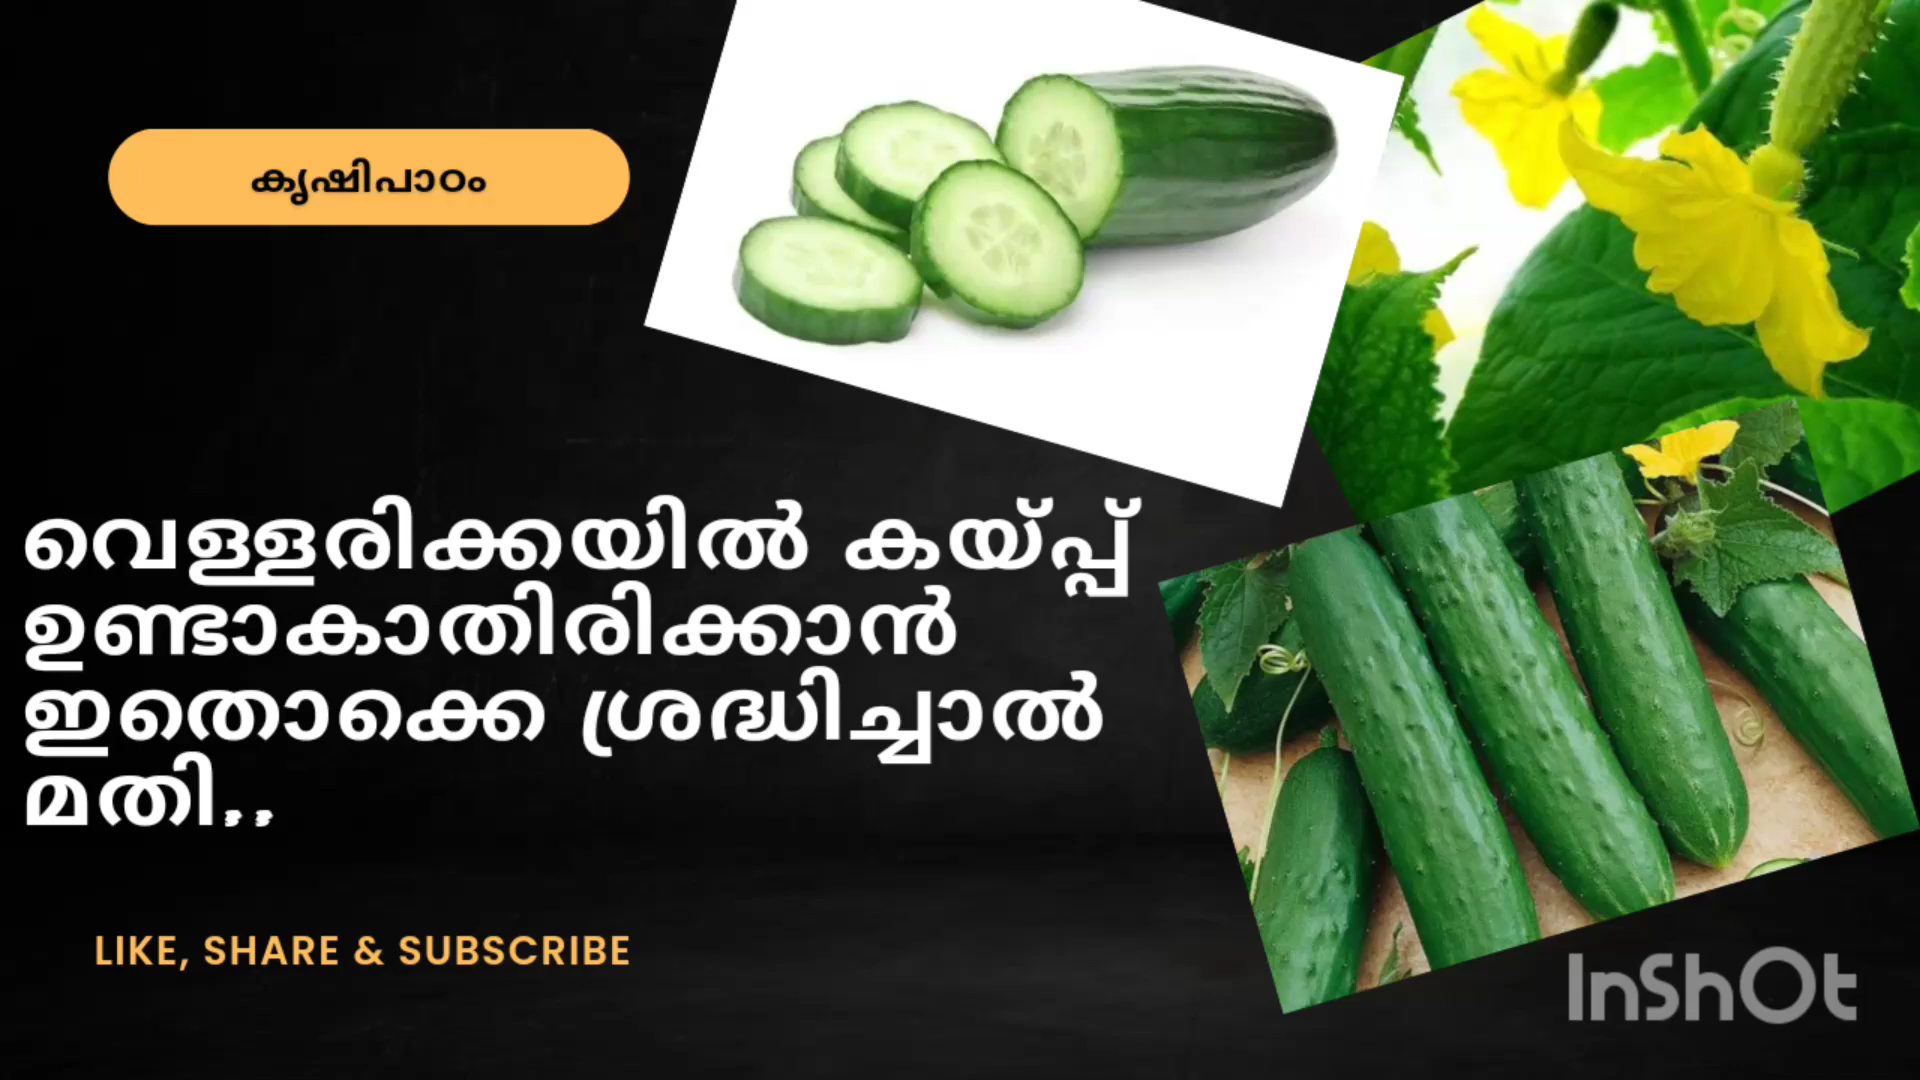 കൃഷിപാഠം
വെള്ളരിക്കയിൽ കയ്പ്പ്
ഉണ്ടാകാതിരിക്കാൻ
ഇതൊക്കെ ശ്രദ്ധിച്ചാൽ
മതി..
LIKE, SHARE & SUBSCRIBE
InShOt